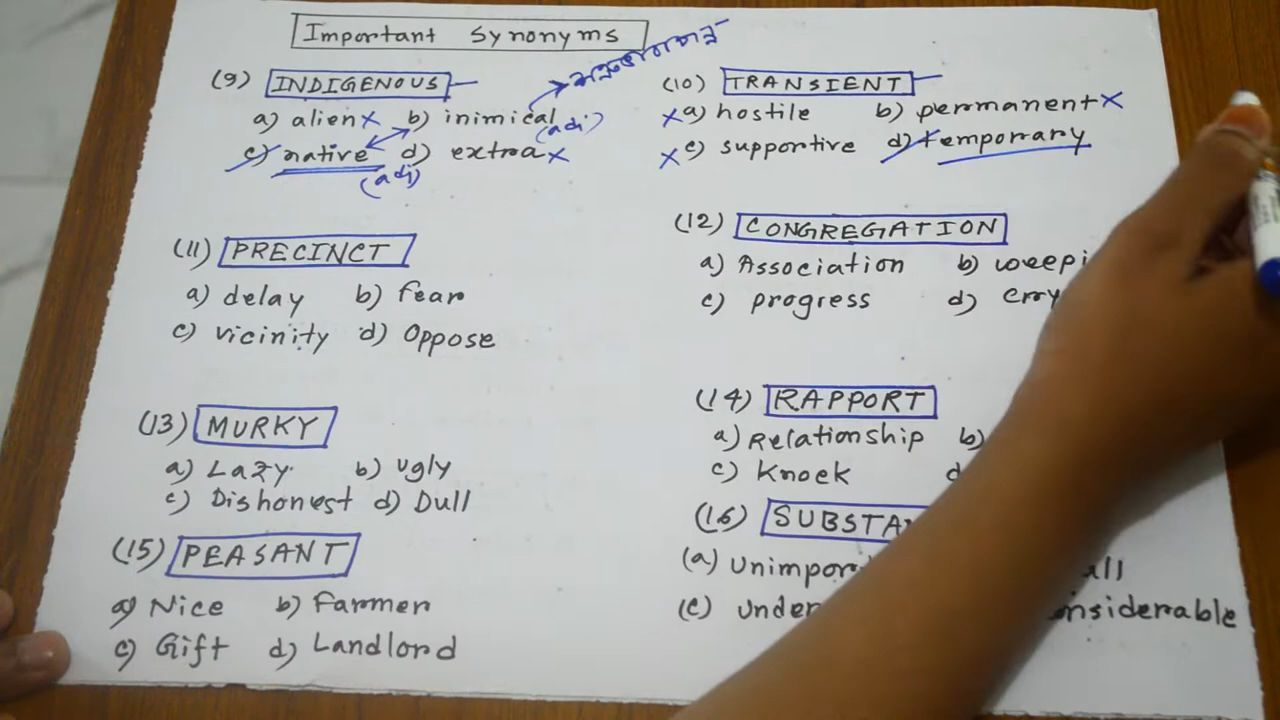 Important Synonyms
(9) INDIGENOUS
a) alien x b) inimical
(adj)
c) native d) extra x
(adj)
(10) TRANSIENT
x a) hostile b) permanent x
x c) supportive d) temporary
(11) PRECINCT
a) delay b) fear
c) vicinity d) Oppose
(12) CONGREGATION
a) Association b)
c) progress d)
(13) MURKY
a) Lazy b) Ugly
c) Dishonest d) Dull
(14) RAPPORT
a) Relationship b)
c) Knock
(15) PEASANT
a) Nice b) Farmer
c) Gift d) Landlord
(16)
(a)
(c)